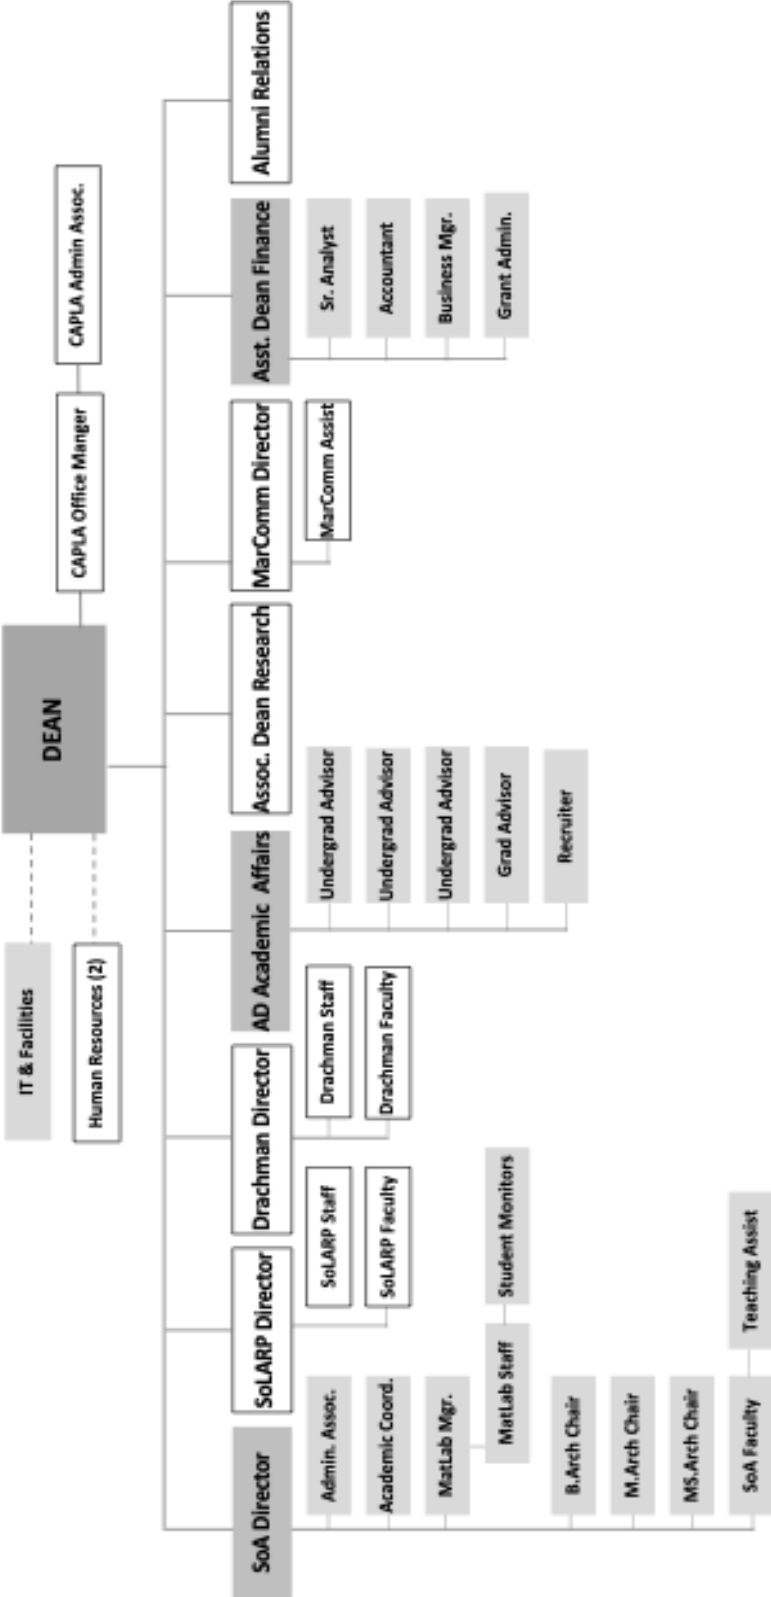 IT & Facilities
Human Resources (2)
DEAN
CAPLA Office Manger
CAPLA Admin Assoc.
SoA Director
SoLARP Director
Drachman Director
AD Academic Affairs
Assoc. Dean Research
MarComm Director
Asst. Dean Finance
Alumni Relations
Admin. Assoc.
Academic Coord.
MatLab Mgr.
MatLab Staff
Student Monitors
B.Arch Chair
M.Arch Chair
MS.Arch Chair
SoA Faculty
Teaching Assist
SoLARP Staff
SoLARP Faculty
Drachman Staff
Drachman Faculty
Undergrad Advisor
Undergrad Advisor
Undergrad Advisor
Grad Advisor
Recruiter
MarComm Assist
Sr. Analyst
Accountant
Business Mgr.
Grant Admin.